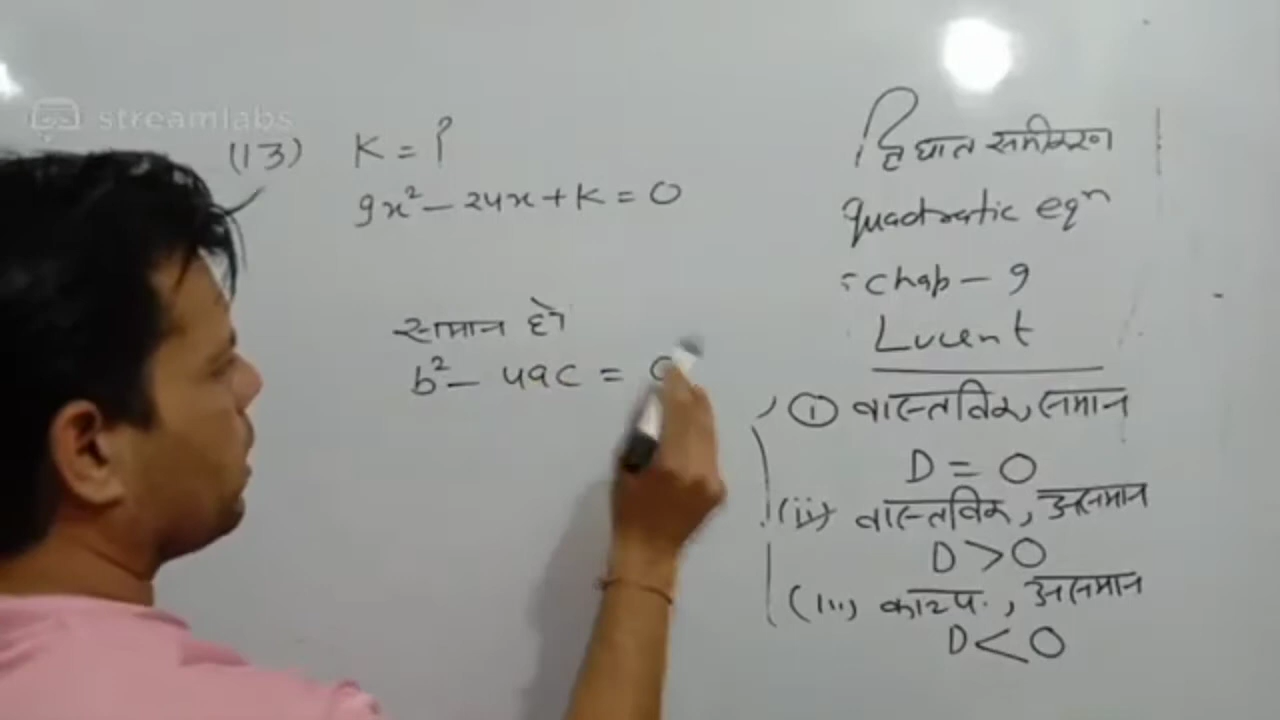 streamlabs
(13) K = ?
9x² - 24x + K = 0
समान हो
b² - 4ac = 0
द्विघात समीकरण
quadratic eqⁿ
chap - 9
Lucent
(i) वास्तविक, समान
D = 0
(ii) वास्तविक, असमान
D > 0
(iii) काल्प., असमान
D < 0